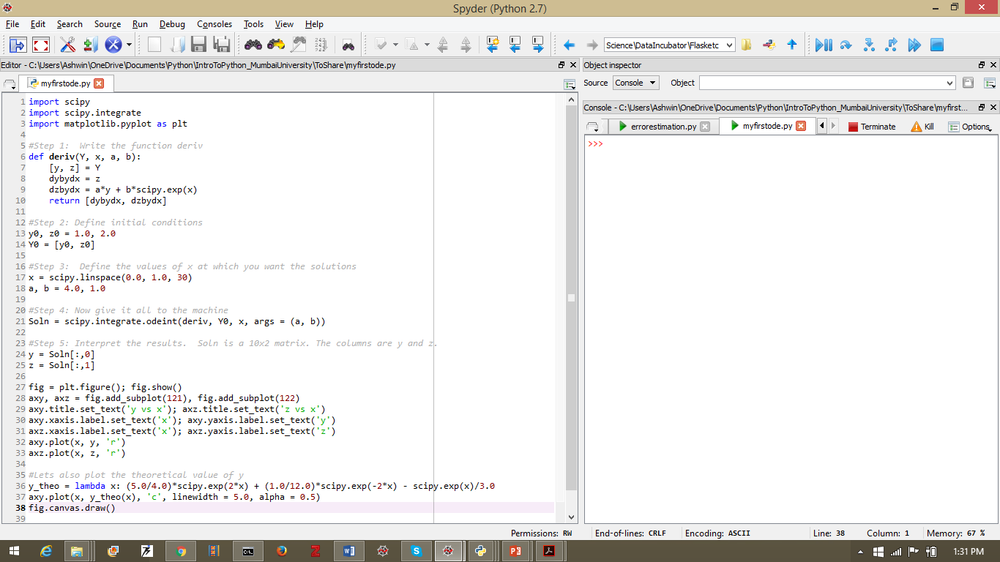 Spyder (Python 2.7)
File Edit Search Source Run Debug Consoles Tools View Help
Science\DataIncubator\Flasketc
Editor - C:\Users\Ashwin\OneDrive\Documents\Python\IntroToPython_MumbaiUniversity\ToShare\myfirstode.py
myfirstode.py
1 import scipy
2 import scipy.integrate
3 import matplotlib.pyplot as plt
4
5 #Step 1:  Write the function deriv
6 def deriv(Y, x, a, b):
7     [y, z] = Y
8     dybydx = z
9     dzbydx = a*y + b*scipy.exp(x)
10     return [dybydx, dzbydx]
11
12 #Step 2: Define initial conditions
13 y0, z0 = 1.0, 2.0
14 Y0 = [y0, z0]
15
16 #Step 3:  Define the values of x at which you want the solutions
17 x = scipy.linspace(0.0, 1.0, 30)
18 a, b = 4.0, 1.0
19
20 #Step 4: Now give it all to the machine
21 Soln = scipy.integrate.odeint(deriv, Y0, x, args = (a, b))
22
23 #Step 5: Interpret the results.  Soln is a 10x2 matrix. The columns are y and z.
24 y = Soln[:,0]
25 z = Soln[:,1]
26
27 fig = plt.figure(); fig.show()
28 axy, axz = fig.add_subplot(121), fig.add_subplot(122)
29 axy.title.set_text('y vs x'); axz.title.set_text('z vs x')
30 axy.xaxis.label.set_text('x'); axy.yaxis.label.set_text('y')
31 axz.xaxis.label.set_text('x'); axz.yaxis.label.set_text('z')
32 axy.plot(x, y, 'r')
33 axz.plot(x, z, 'r')
34
35 #Lets also plot the theoretical value of y
36 y_theo = lambda x: (5.0/4.0)*scipy.exp(2*x) + (1.0/12.0)*scipy.exp(-2*x) - scipy.exp(x)/3.0
37 axy.plot(x, y_theo(x), 'c', linewidth = 5.0, alpha = 0.5)
38 fig.canvas.draw()
39
Object inspector
Source Console Object
Console - C:\Users\Ashwin\OneDrive\Documents\Python\IntroToPython_MumbaiUniversity\ToShare\myfirst...
errorestimation.py myfirstode.py Terminate Kill Options
>>>
Permissions: RW End-of-lines: CRLF Encoding: ASCII Line: 38 Column: 1 Memory: 67 %
1:31 PM